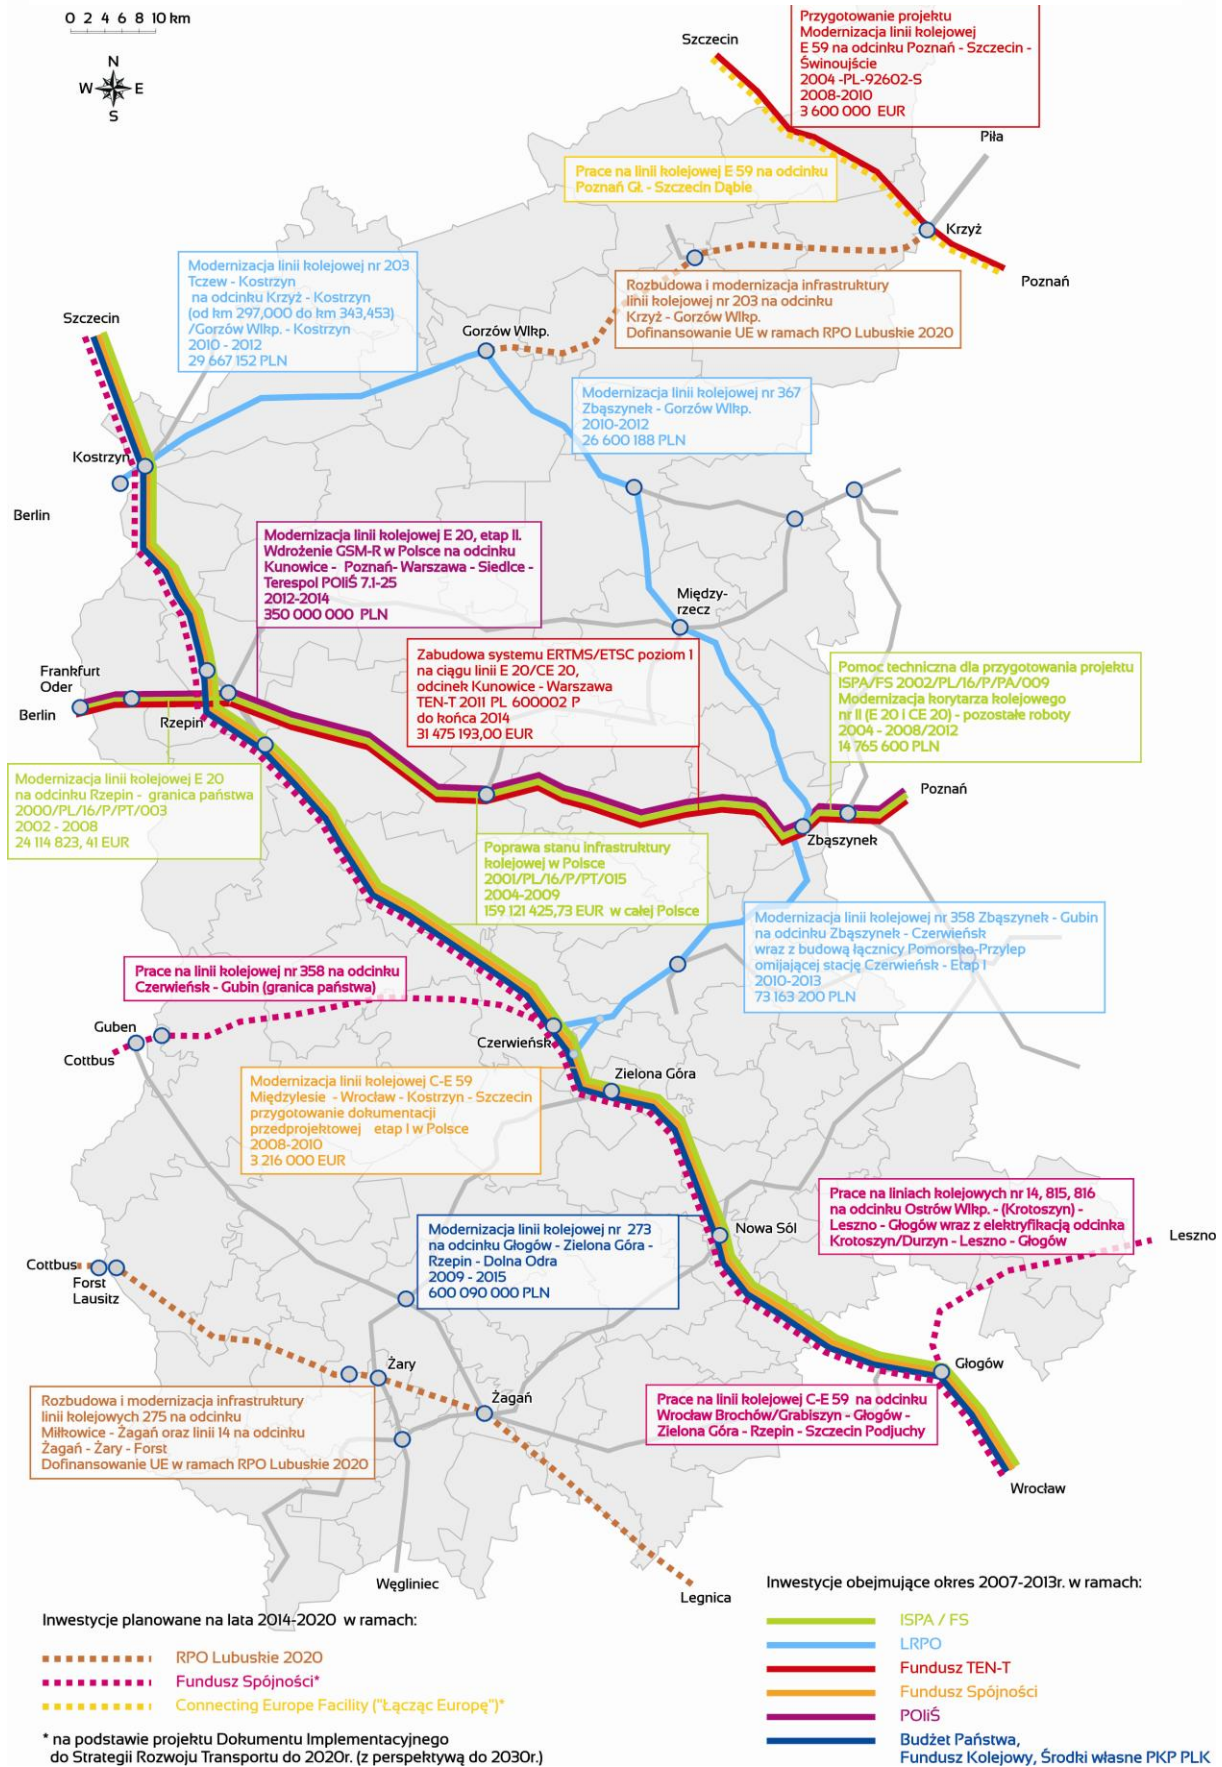 0 2 4 6 8 10 km
N
W E
S
Szczecin
Przygotowanie projektu
Modernizacja linii kolejowej
E 59 na odcinku Poznań - Szczecin -
Świnoujście
2004 -PL-92602-S
2008-2010
3 600 000 EUR
Piła
Prace na linii kolejowej E 59 na odcinku
Poznań Gł. - Szczecin Dąbie
Krzyż
Poznań
Modernizacja linii kolejowej nr 203
Tczew - Kostrzyn
na odcinku Krzyż - Kostrzyn
(od km 297,000 do km 343,453)
/Gorzów Wlkp. - Kostrzyn
2010 - 2012
29 667 152 PLN
Rozbudowa i modernizacja infrastruktury
linii kolejowej nr 203 na odcinku
Krzyż - Gorzów Wlkp.
Dofinansowanie UE w ramach RPO Lubuskie 2020
Szczecin
Gorzów Wlkp.
Modernizacja linii kolejowej nr 367
Zbąszynek - Gorzów Wlkp.
2010-2012
26 600 188 PLN
Kostrzyn
Berlin
Modernizacja linii kolejowej E 20, etap II.
Wdrożenie GSM-R w Polsce na odcinku
Kunowice - Poznań- Warszawa - Siedlce -
Terespol POIiŚ 7.1-25
2012-2014
350 000 000 PLN
Między-
rzecz
Zabudowa systemu ERTMS/ETSC poziom 1
na ciągu linii E 20/CE 20,
odcinek Kunowice - Warszawa
TEN-T 2011 PL 600002 P
do końca 2014
31 475 193,00 EUR
Pomoc techniczna dla przygotowania projektu
ISPA/FS 2002/PL/16/P/PA/009
Modernizacja korytarza kolejowego
nr II (E 20 i CE 20) - pozostałe roboty
2004 - 2008/2012
14 765 600 PLN
Frankfurt
Oder
Berlin
Rzepin
Modernizacja linii kolejowej E 20
na odcinku Rzepin - granica państwa
2000/PL/16/P/PT/003
2002 - 2008
24 114 823, 41 EUR
Poznań
Zbąszynek
Poprawa stanu infrastruktury
kolejowej w Polsce
2001/PL/16/P/PT/015
2004-2009
159 121 425,73 EUR w całej Polsce
Modernizacja linii kolejowej nr 358 Zbąszynek - Gubin
na odcinku Zbąszynek - Czerwieńsk
wraz z budową łącznicy Pomorsko-Przylep
omijającej stację Czerwieńsk - Etap I
2010-2013
73 163 200 PLN
Prace na linii kolejowej nr 358 na odcinku
Czerwieńsk - Gubin (granica państwa)
Guben
Cottbus
Czerwieńsk
Zielona Góra
Modernizacja linii kolejowej C-E 59
Międzylesie - Wrocław - Kostrzyn - Szczecin
przygotowanie dokumentacji
przedprojektowej etap I w Polsce
2008-2010
3 216 000 EUR
Prace na liniach kolejowych nr 14, 815, 816
na odcinku Ostrów Wlkp. - (Krotoszyn) -
Leszno - Głogów wraz z elektryfikacją odcinka
Krotoszyn/Durzyn - Leszno - Głogów
Leszno
Nowa Sól
Modernizacja linii kolejowej nr 273
na odcinku Głogów - Zielona Góra -
Rzepin - Dolna Odra
2009 - 2015
600 090 000 PLN
Cottbus
Forst
Lausitz
Żary
Żagań
Głogów
Rozbudowa i modernizacja infrastruktury
linii kolejowych 275 na odcinku
Miłkowice - Żagań oraz linii 14 na odcinku
Żagań - Żary - Forst
Dofinansowanie UE w ramach RPO Lubuskie 2020
Prace na linii kolejowej C-E 59 na odcinku
Wrocław Brochów/Grabiszyn - Głogów -
Zielona Góra - Rzepin - Szczecin Podjuchy
Wrocław
Węgliniec
Legnica
Inwestycje planowane na lata 2014-2020 w ramach:
RPO Lubuskie 2020
Fundusz Spójności*
Connecting Europe Facility ("Łącząc Europę")*
* na podstawie projektu Dokumentu Implementacyjnego
do Strategii Rozwoju Transportu do 2020r. (z perspektywą do 2030r.)
Inwestycje obejmujące okres 2007-2013r. w ramach:
ISPA / FS
LRPO
Fundusz TEN-T
Fundusz Spójności
POIiŚ
Budżet Państwa,
Fundusz Kolejowy, Środki własne PKP PLK